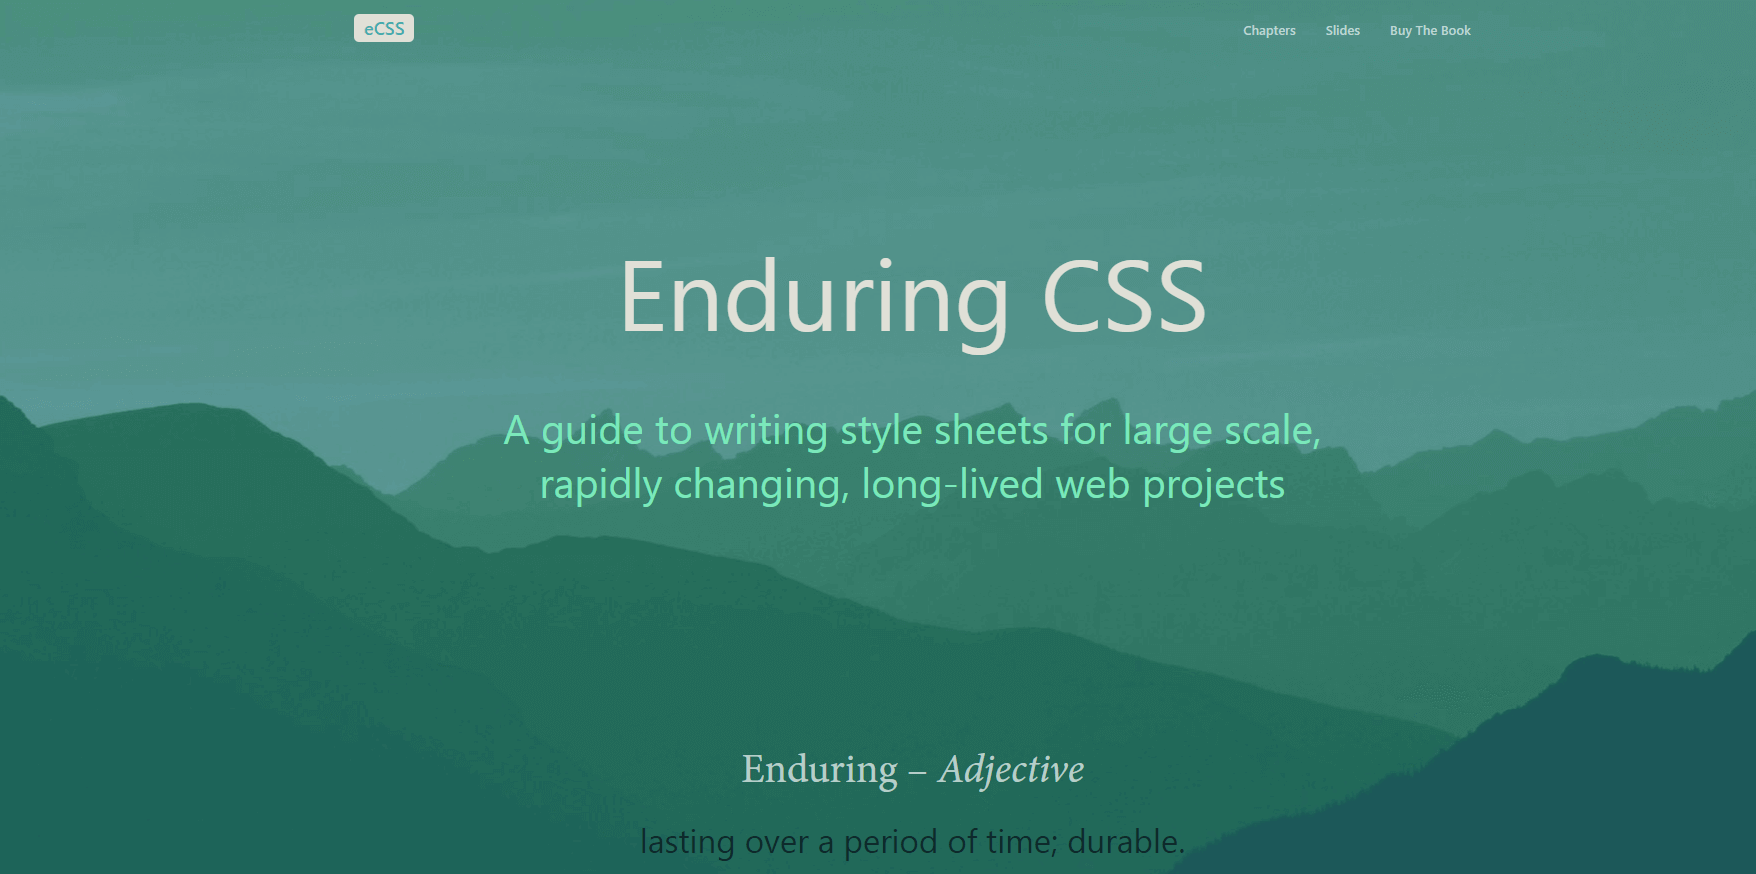 eCSS
Chapters Slides Buy The Book
Enduring CSS
A guide to writing style sheets for large scale,
rapidly changing, long-lived web projects
Enduring – Adjective
lasting over a period of time; durable.